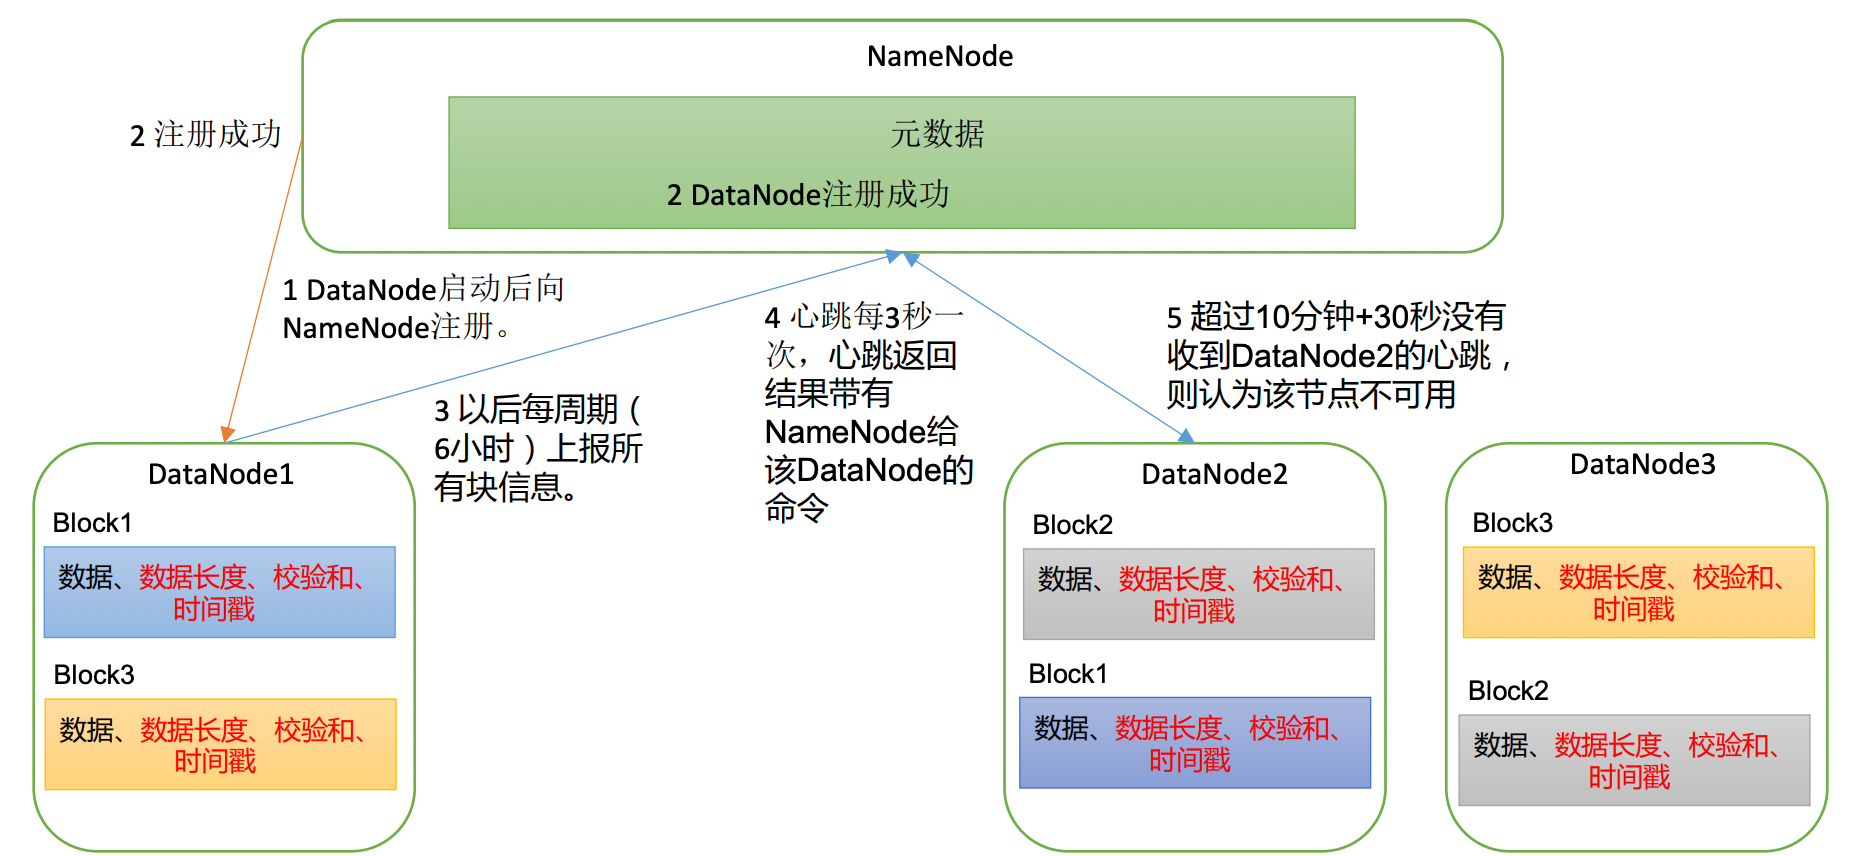 NameNode
元数据
2 DataNode注册成功
2 注册成功
1 DataNode启动后向
NameNode注册。
3 以后每周期（
6小时）上报所
有块信息。
4 心跳每3秒一
次，心跳返回
结果带有
NameNode给
该DataNode的
命令
5 超过10分钟+30秒没有
收到DataNode2的心跳，
则认为该节点不可用
DataNode1
Block1
数据、数据长度、校验和、
时间戳
Block3
数据、数据长度、校验和、
时间戳
DataNode2
Block2
数据、数据长度、校验和、
时间戳
Block1
数据、数据长度、校验和、
时间戳
DataNode3
Block3
数据、数据长度、校验和、
时间戳
Block2
数据、数据长度、校验和、
时间戳